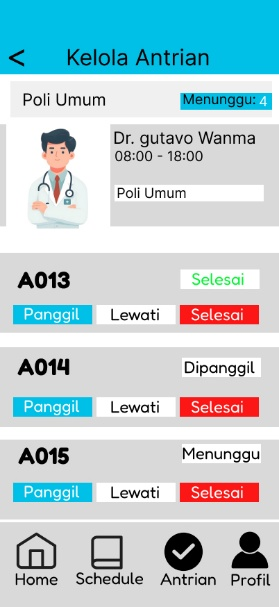 < Kelola Antrian
Poli Umum Menunggu: 4
Dr. gutavo Wanma
08:00 - 18:00
Poli Umum
A013 Selesai
Panggil Lewati Selesai
A014 Dipanggil
Panggil Lewati Selesai
A015 Menunggu
Panggil Lewati Selesai
Home Schedule Antrian Profil